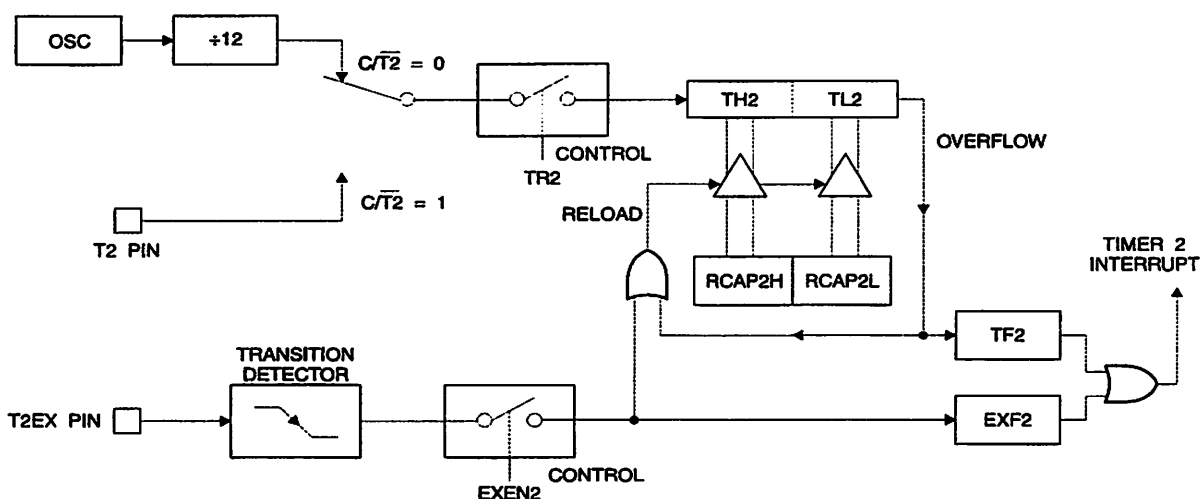 OSC
÷12
C/T2̅ = 0
TH2
TL2
OVERFLOW
CONTROL
TR2
C/T2̅ = 1
T2 PIN
RELOAD
RCAP2H
RCAP2L
TIMER 2
INTERRUPT
TF2
TRANSITION
DETECTOR
T2EX PIN
EXF2
CONTROL
EXEN2